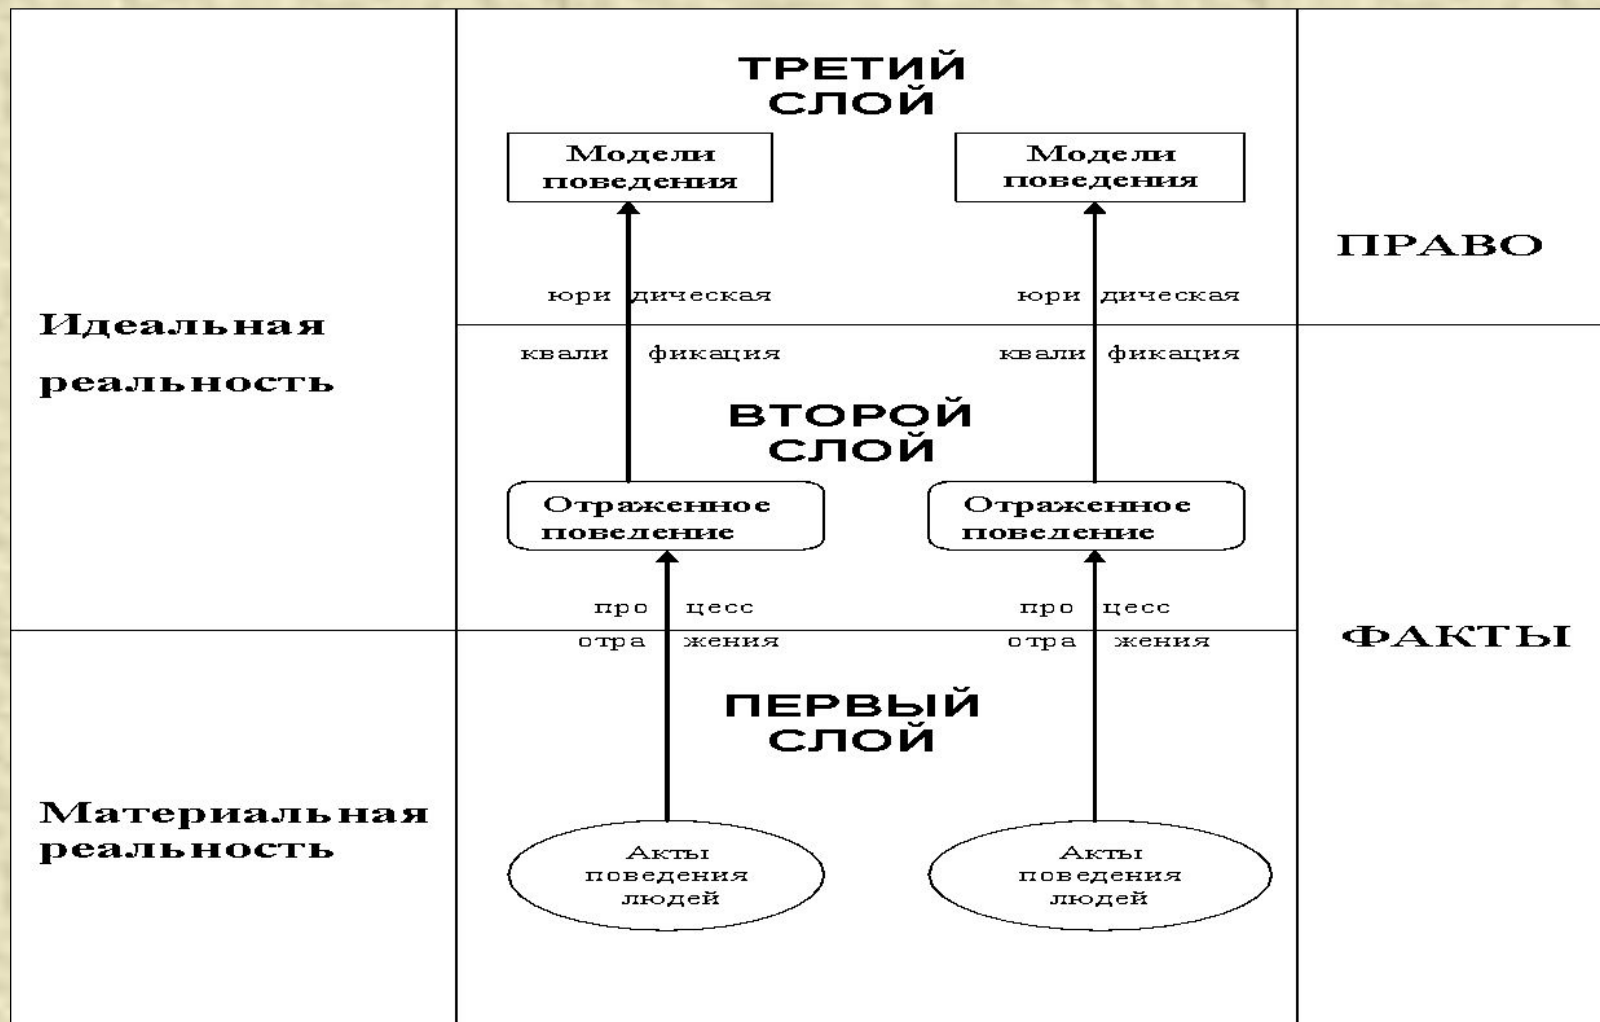 ТРЕТИЙ
СЛОЙ
Модели
поведения
Модели
поведения
ПРАВО
юри дическая
юри дическая
Идеальная
реальность
квали фикация
квали фикация
ВТОРОЙ
СЛОЙ
Отраженное
поведение
Отраженное
поведение
про цесс
про цесс
отра жения
отра жения
ФАКТЫ
ПЕРВЫЙ
СЛОЙ
Материальная
реальность
Акты
поведения
людей
Акты
поведения
людей